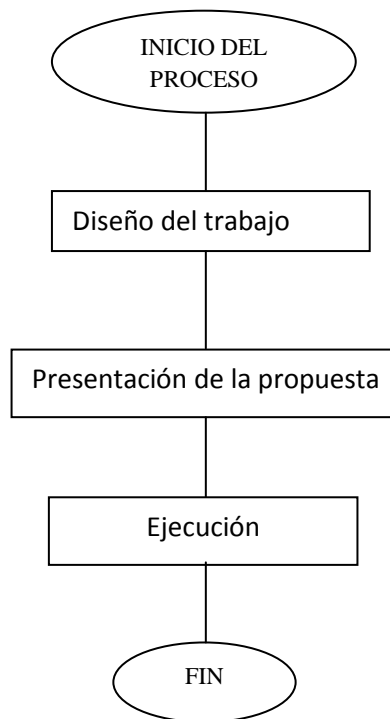 INICIO DEL
PROCESO
Diseño del trabajo
Presentación de la propuesta
Ejecución
FIN